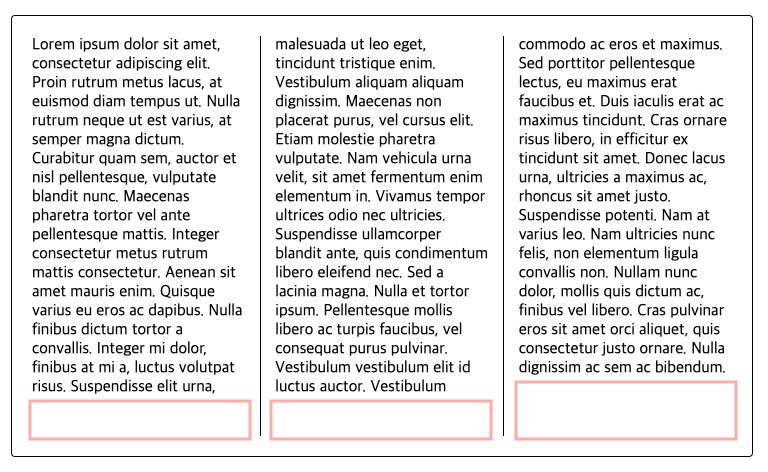 Lorem ipsum dolor sit amet,
consectetur adipiscing elit.
Proin rutrum metus lacus, at
euismod diam tempus ut. Nulla
rutrum neque ut est varius, at
semper magna dictum.
Curabitur quam sem, auctor et
nisl pellentesque, vulputate
blandit nunc. Maecenas
pharetra tortor vel ante
pellentesque mattis. Integer
consectetur metus rutrum
mattis consectetur. Aenean sit
amet mauris enim. Quisque
varius eu eros ac dapibus. Nulla
finibus dictum tortor a
convallis. Integer mi dolor,
finibus at mi a, luctus volutpat
risus. Suspendisse elit urna,
malesuada ut leo eget,
tincidunt tristique enim.
Vestibulum aliquam aliquam
dignissim. Maecenas non
placerat purus, vel cursus elit.
Etiam molestie pharetra
vulputate. Nam vehicula urna
velit, sit amet fermentum enim
elementum in. Vivamus tempor
ultrices odio nec ultricies.
Suspendisse ullamcorper
blandit ante, quis condimentum
libero eleifend nec. Sed a
lacinia magna. Nulla et tortor
ipsum. Pellentesque mollis
libero ac turpis faucibus, vel
consequat purus pulvinar.
Vestibulum vestibulum elit id
luctus auctor. Vestibulum
commodo ac eros et maximus.
Sed porttitor pellentesque
lectus, eu maximus erat
faucibus et. Duis iaculis erat ac
maximus tincidunt. Cras ornare
risus libero, in efficitur ex
tincidunt sit amet. Donec lacus
urna, ultricies a maximus ac,
rhoncus sit amet justo.
Suspendisse potenti. Nam at
varius leo. Nam ultricies nunc
felis, non elementum ligula
convallis non. Nullam nunc
dolor, mollis quis dictum ac,
finibus vel libero. Cras pulvinar
eros sit amet orci aliquet, quis
consectetur justo ornare. Nulla
dignissim ac sem ac bibendum.